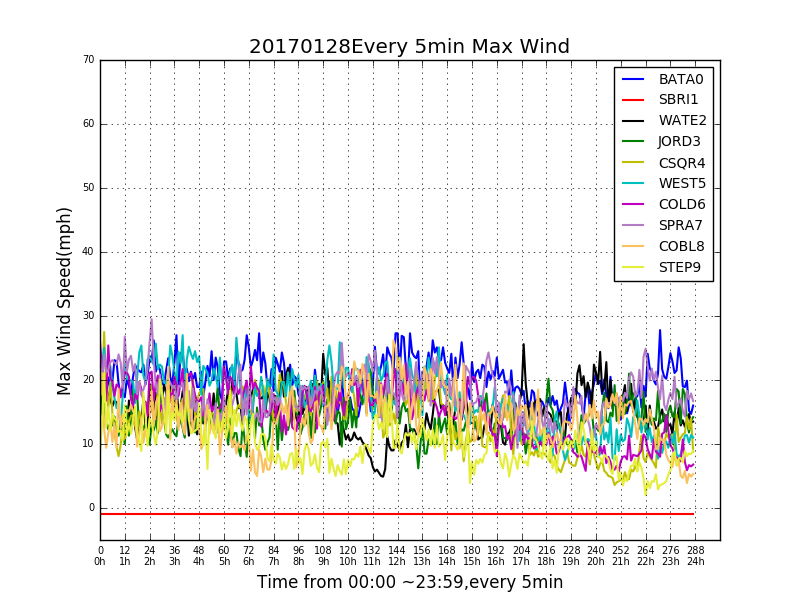 20170128Every 5min Max Wind
70
60
50
40
30
20
10
0
Max Wind Speed(mph)
BATA0
SBRI1
WATE2
JORD3
CSQR4
WEST5
COLD6
SPRA7
COBL8
STEP9
0 12 24 36 48 60 72 84 96 108 120 132 144 156 168 180 192 204 216 228 240 252 264 276 288
0h 1h 2h 3h 4h 5h 6h 7h 8h 9h 10h 11h 12h 13h 14h 15h 16h 17h 18h 19h 20h 21h 22h 23h 24h
Time from 00:00 ~23:59,every 5min